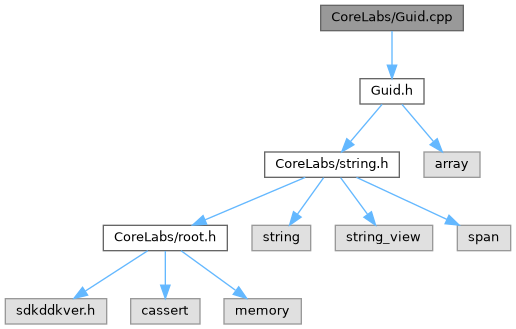 CoreLabs/Guid.cpp
Guid.h
CoreLabs/string.h
array
CoreLabs/root.h
string
string_view
span
sdkddkver.h
cassert
memory